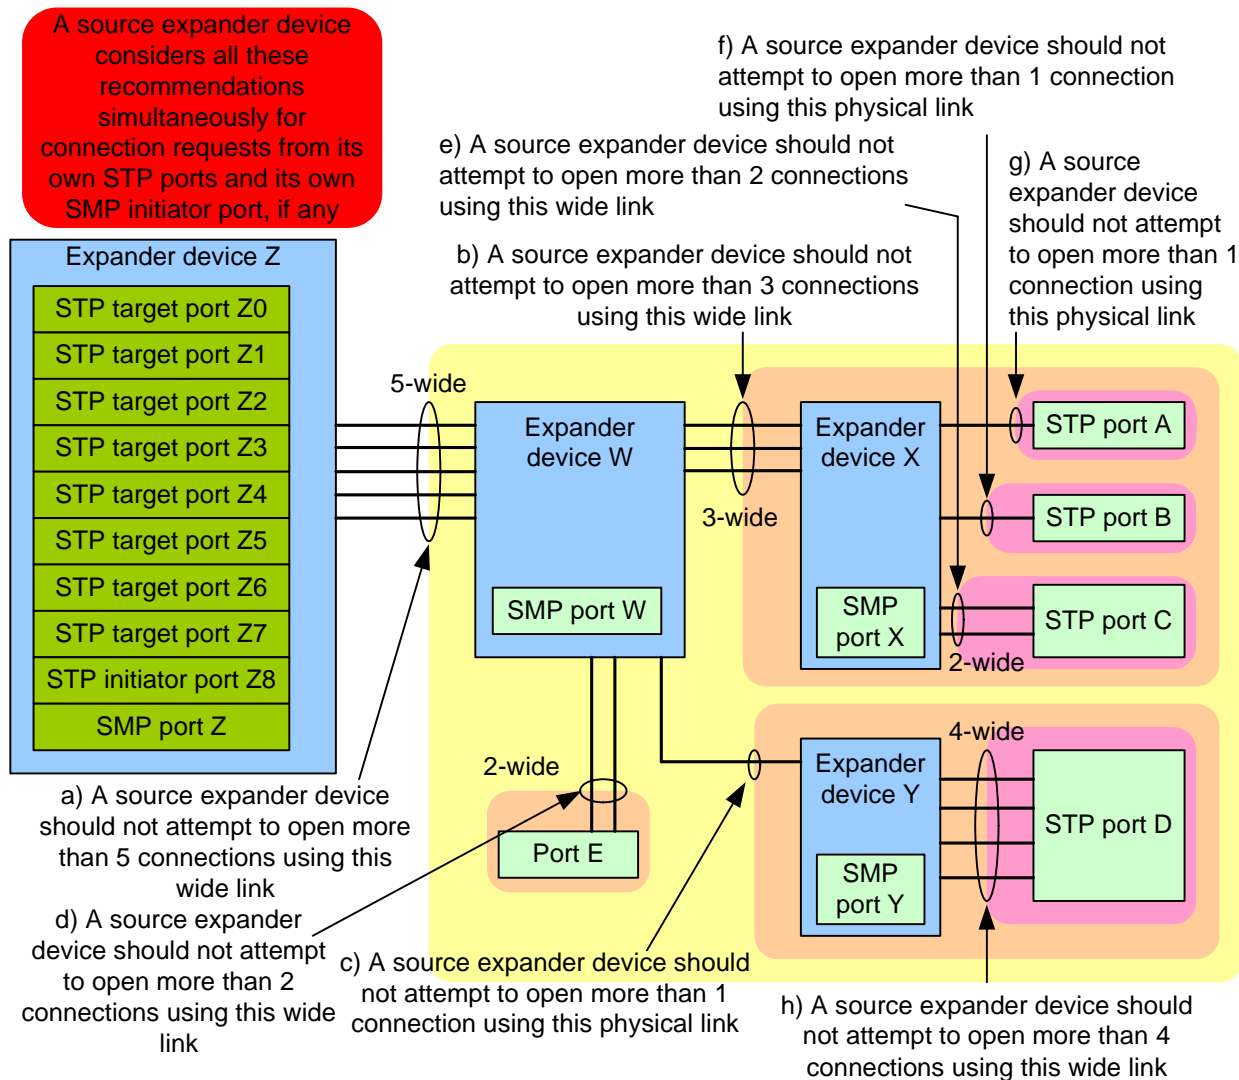 A source expander device
considers all these
recommendations
simultaneously for
connection requests from its
own STP ports and its own
SMP initiator port, if any
f) A source expander device should not
attempt to open more than 1 connection
using this physical link
e) A source expander device should not
attempt to open more than 2 connections
using this wide link
g) A source
expander device
should not attempt
to open more than 1
connection using
this physical link
b) A source expander device should not
attempt to open more than 3 connections
using this wide link
Expander device Z
STP target port Z0
STP target port Z1
STP target port Z2
STP target port Z3
STP target port Z4
STP target port Z5
STP target port Z6
STP target port Z7
STP initiator port Z8
SMP port Z
5-wide
Expander
device W
SMP port W
3-wide
Expander
device X
SMP
port X
STP port A
STP port B
STP port C
2-wide
2-wide
Port E
Expander
device Y
SMP
port Y
4-wide
STP port D
a) A source expander device
should not attempt to open more
than 5 connections using this
wide link
d) A source expander
device should not attempt
to open more than 2
connections using this wide
link
c) A source expander device should
not attempt to open more than 1
connection using this physical link
h) A source expander device should
not attempt to open more than 4
connections using this wide link